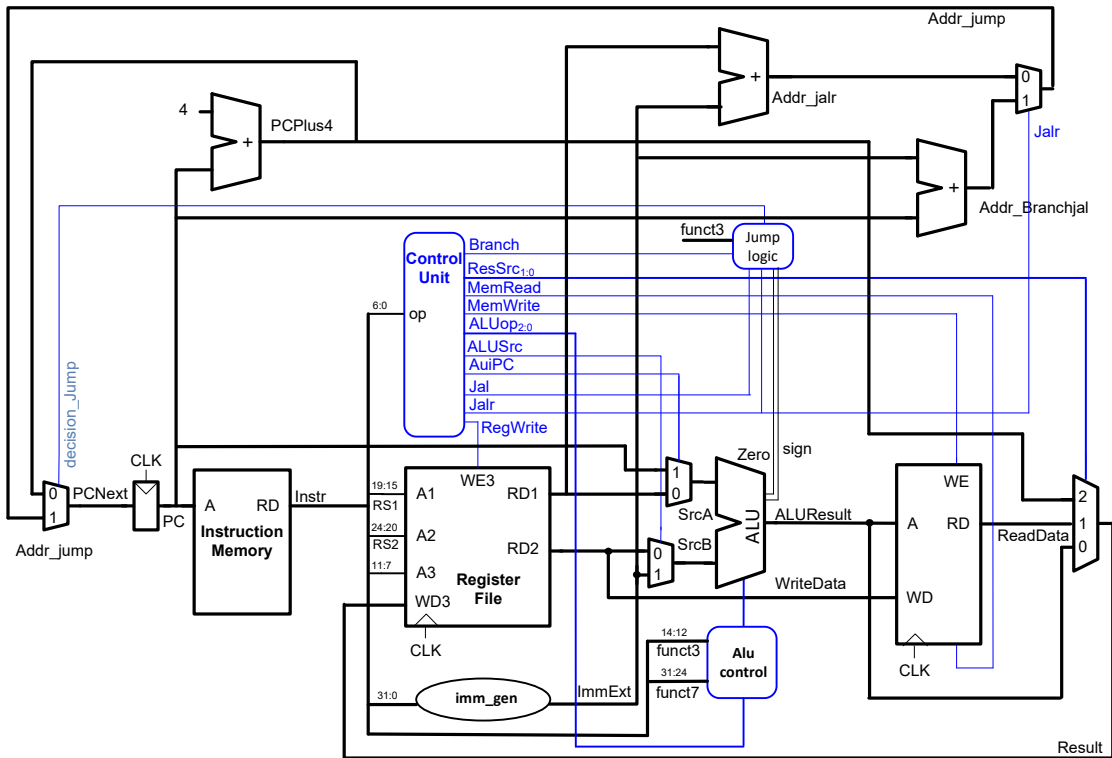 Addr_jump
0
1
Addr_jalr
+
4
PCPlus4
+
Jalr
+
Addr_Branchjal
funct3
Jump
logic
Control
Unit
op
6:0
Branch
ResSrc1:0
MemRead
MemWrite
ALUop2:0
ALUSrc
AuiPC
Jal
Jalr
RegWrite
decision_Jump
CLK
0
1
PCNext
PC
Addr_jump
A
RD
Instruction
Memory
Instr
19:15
RS1
24:20
RS2
11:7
A1
A2
A3
WD3
WE3
RD1
RD2
Register
File
CLK
1
0
SrcA
0
1
SrcB
Zero
sign
ALU
ALUResult
WriteData
WE
A
RD
WD
CLK
ReadData
2
1
0
14:12
funct3
31:24
funct7
Alu
control
31:0
imm_gen
ImmExt
Result